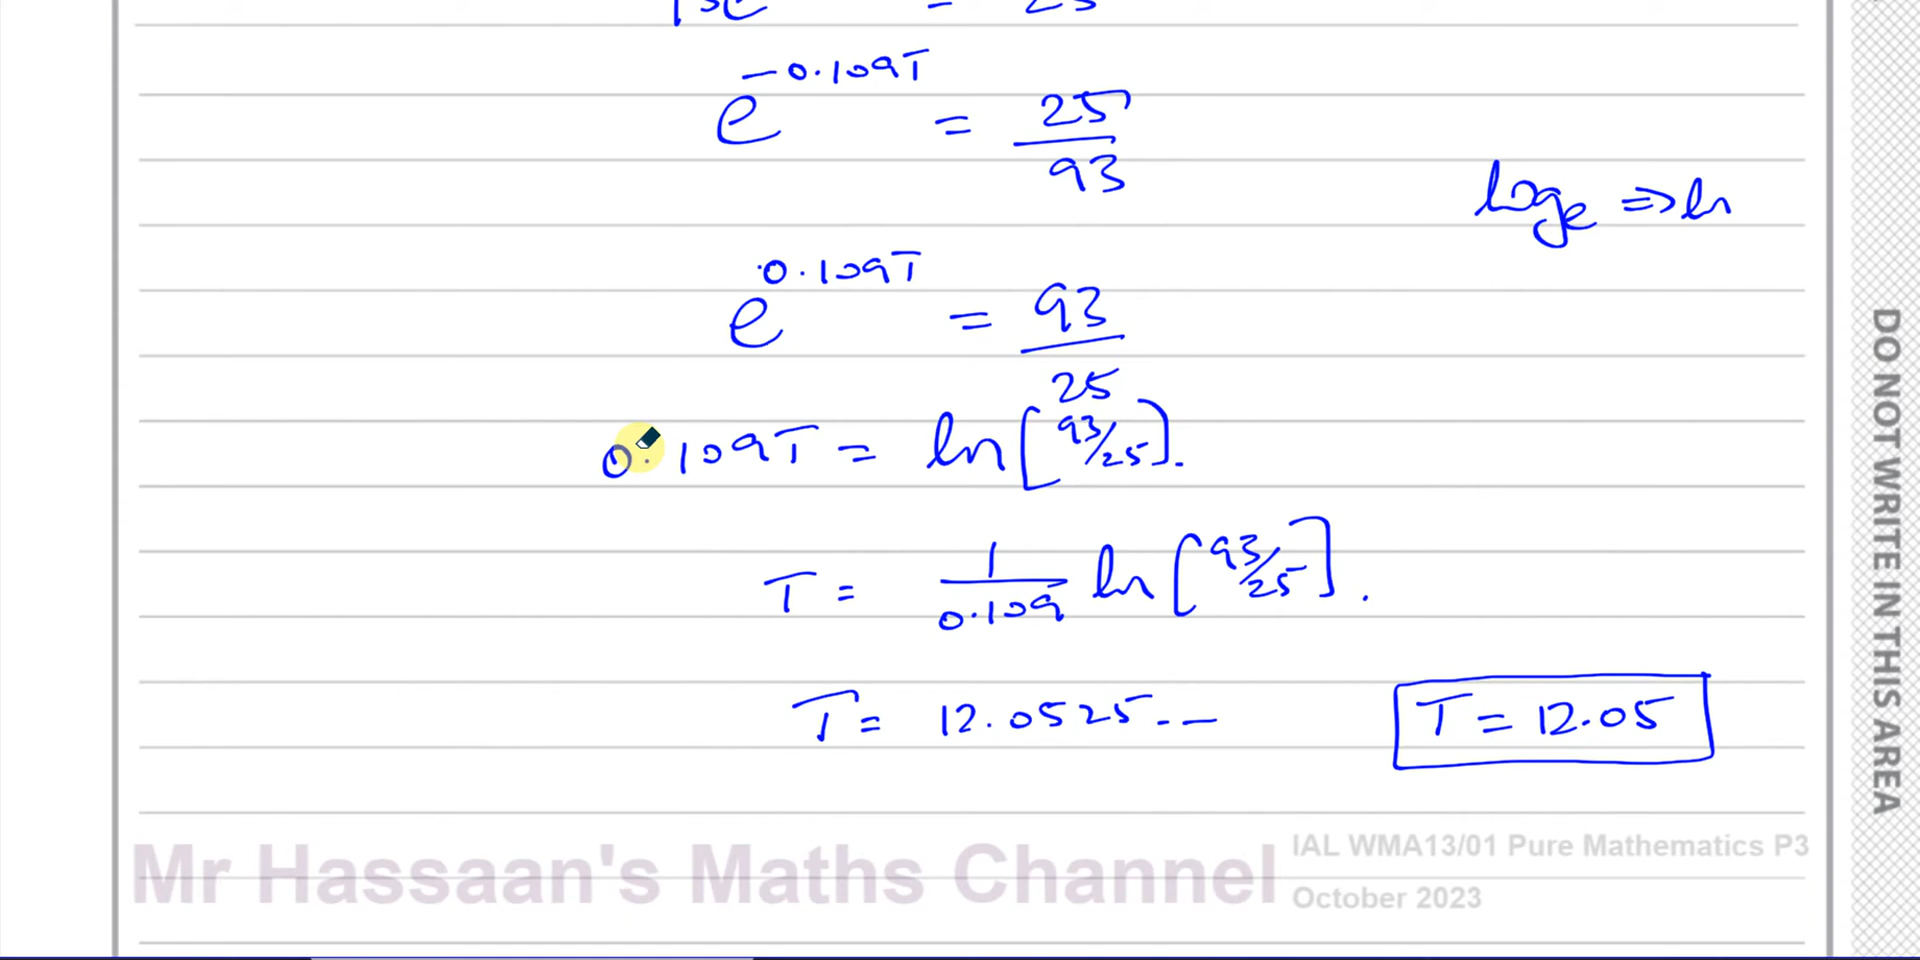 e^{-0.109T} = 25/93
log_e => ln
e^{0.109T} = 93/25
0.109T = ln[93/25].
T = 1/0.109 ln[93/25].
T = 12.0525---
T = 12.05
Mr Hassaan's Maths Channel
IAL WMA13/01 Pure Mathematics P3
October 2023
DO NOT WRITE IN THIS AREA